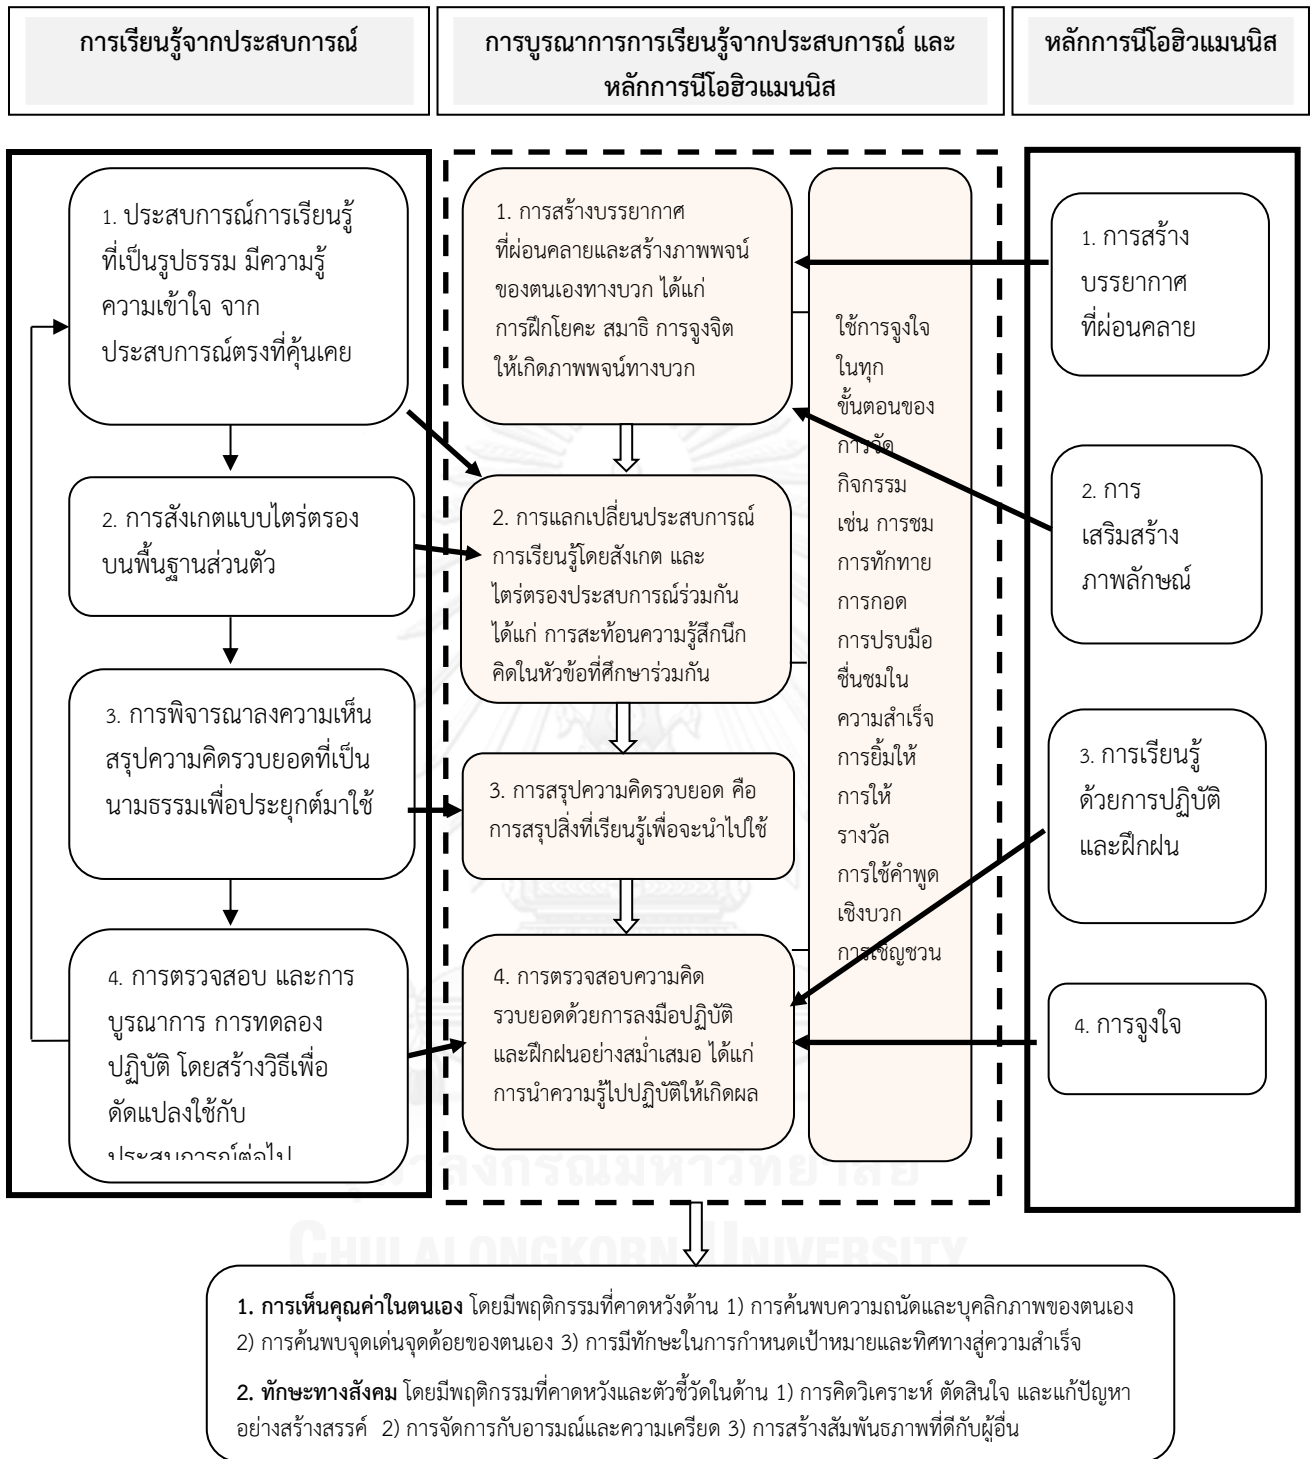 การเรียนรู้จากประสบการณ์
การบูรณาการการเรียนรู้จากประสบการณ์ และ
หลักการนีโอฮิวแมนนิส
หลักการนีโอฮิวแมนนิส
1. ประสบการณ์การเรียนรู้
ที่เป็นรูปธรรม มีความรู้
ความเข้าใจ จาก
ประสบการณ์ตรงที่คุ้นเคย
2. การสังเกตแบบไตร่ตรอง
บนพื้นฐานส่วนตัว
3. การพิจารณาลงความเห็น
สรุปความคิดรวบยอดที่เป็น
นามธรรมเพื่อประยุกต์มาใช้
4. การตรวจสอบ และการ
บูรณาการ การทดลอง
ปฏิบัติ โดยสร้างวิธีเพื่อ
ดัดแปลงใช้กับ
ประสบการณ์ต่อไป
1. การสร้างบรรยากาศ
ที่ผ่อนคลายและสร้างภาพพจน์
ของตนเองทางบวก ได้แก่
การฝึกโยคะ สมาธิ การจูงจิต
ให้เกิดภาพพจน์ทางบวก
2. การแลกเปลี่ยนประสบการณ์
การเรียนรู้โดยสังเกต และ
ไตร่ตรองประสบการณ์ร่วมกัน
ได้แก่ การสะท้อนความรู้สึกนึก
คิดในหัวข้อที่ศึกษาร่วมกัน
3. การสรุปความคิดรวบยอด คือ
การสรุปสิ่งที่เรียนรู้เพื่อจะนำไปใช้
4. การตรวจสอบความคิด
รวบยอดด้วยการลงมือปฏิบัติ
และฝึกฝนอย่างสม่ำเสมอ ได้แก่
การนำความรู้ไปปฏิบัติให้เกิดผล
ใช้การจูงใจ
ในทุก
ขั้นตอนของ
การจัด
กิจกรรม
เช่น การชม
การทักทาย
การกอด
การปรบมือ
ชื่นชมใน
ความสำเร็จ
การยิ้มให้
การให้
รางวัล
การใช้คำพูด
เชิงบวก
การเชิญชวน
1. การสร้าง
บรรยากาศ
ที่ผ่อนคลาย
2. การ
เสริมสร้าง
ภาพลักษณ์
3. การเรียนรู้
ด้วยการปฏิบัติ
และฝึกฝน
4. การจูงใจ
จุฬาลงกรณ์มหาวิทยาลัย
CHULALONGKORN UNIVERSITY
1. การเห็นคุณค่าในตนเอง โดยมีพฤติกรรมที่คาดหวังด้าน 1) การค้นพบความถนัดและบุคลิกภาพของตนเอง
2) การค้นพบจุดเด่นจุดด้อยของตนเอง 3) การมีทักษะในการกำหนดเป้าหมายและทิศทางสู่ความสำเร็จ
2. ทักษะทางสังคม โดยมีพฤติกรรมที่คาดหวังและตัวชี้วัดในด้าน 1) การคิดวิเคราะห์ ตัดสินใจ และแก้ปัญหา
อย่างสร้างสรรค์ 2) การจัดการกับอารมณ์และความเครียด 3) การสร้างสัมพันธภาพที่ดีกับผู้อื่น